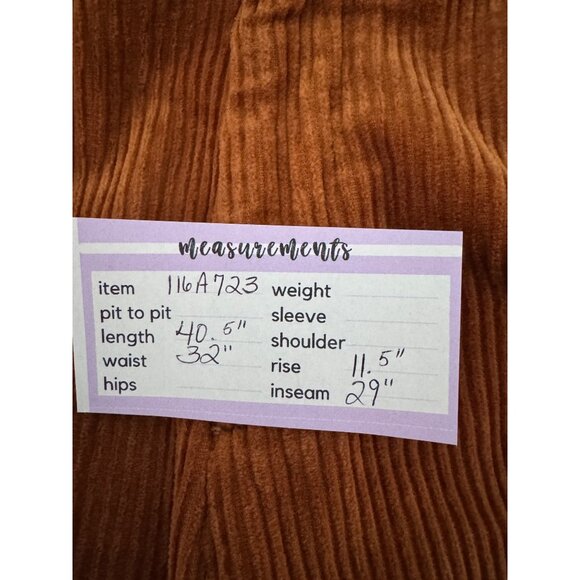 measurements
item 116A723 weight
pit to pit sleeve
length 40.5" shoulder
waist 32" rise 11.5"
hips inseam 29"